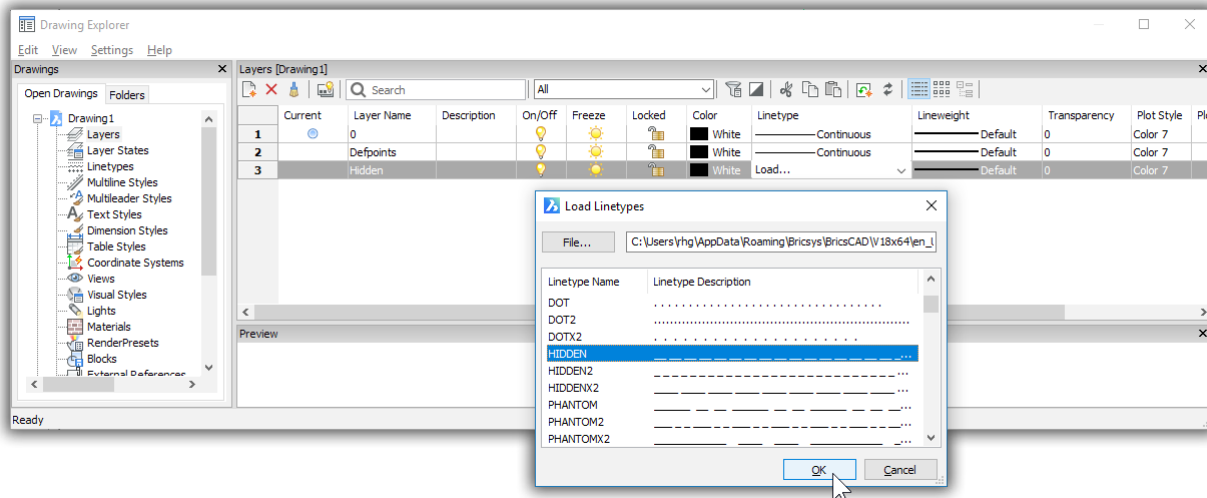 Drawing Explorer
Edit View Settings Help
Drawings
Layers [Drawing1]
Open Drawings Folders
Search
All
Drawing1
Layers
Layer States
Linetypes
Multiline Styles
Multileader Styles
Text Styles
Dimension Styles
Table Styles
Coordinate Systems
Views
Visual Styles
Lights
Materials
RenderPresets
Blocks
External References
Current Layer Name Description On/Off Freeze Locked Color Linetype Lineweight Transparency Plot Style
1 0 White Continuous Default 0 Color 7
2 Defpoints White Continuous Default 0 Color 7
3 Hidden White Load... Default 0 Color 7
Preview
Load Linetypes
File... C:\Users\rhg\AppData\Roaming\Bricsys\BricsCAD\V18x64\en_
Linetype Name Linetype Description
DOT
DOT2
DOTX2
HIDDEN
HIDDEN2
HIDDENX2
PHANTOM
PHANTOM2
PHANTOMX2
OK Cancel
Ready